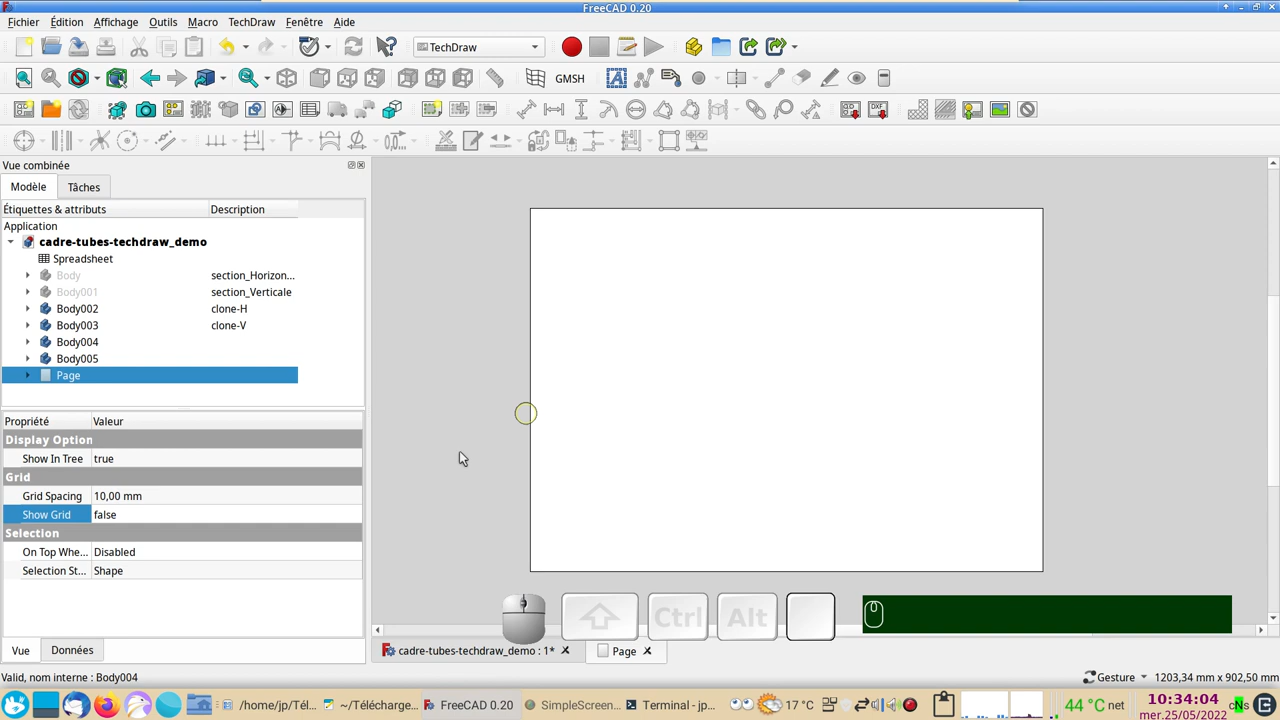 FreeCAD 0.20
Fichier Édition Affichage Outils Macro TechDraw Fenêtre Aide
TechDraw
GMSH
Vue combinée
Modèle Tâches
Étiquettes & attributs Description
Application
cadre-tubes-techdraw_demo
Spreadsheet
Body section_Horizon...
Body001 section_Verticale
Body002 clone-H
Body003 clone-V
Body004
Body005
Page
Propriété Valeur
Display Option
Show In Tree true
Grid
Grid Spacing 10,00 mm
Show Grid false
Selection
On Top Whe... Disabled
Selection St... Shape
Ctrl Alt
Vue Données
cadre-tubes-techdraw_demo : 1* Page
Valid, nom interne : Body004
Gesture 1203,34 mm x 902,50 mm
/home/jp/Tél... ~/Télécharge... FreeCAD 0.20 SimpleScreen... Terminal - jp... 17 °C 44 °C net 10:34:04
mer.25/05/2022